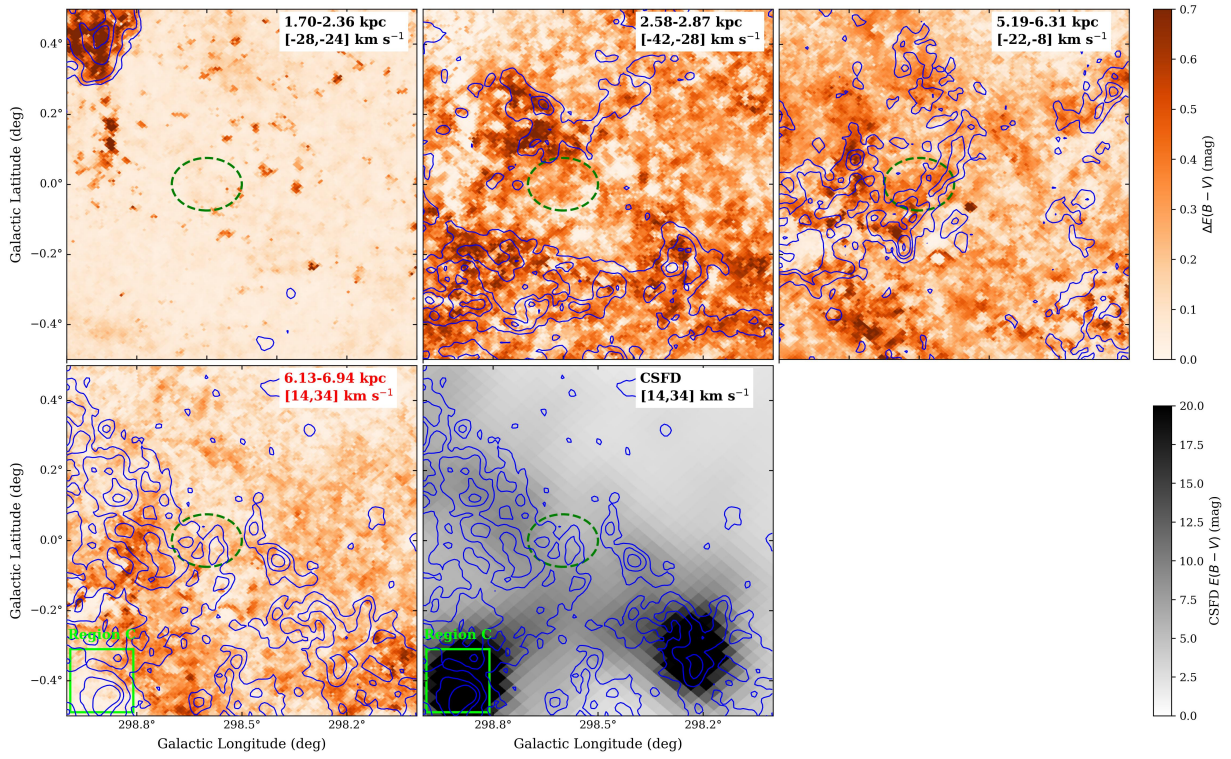 1.70-2.36 kpc
[-28,-24] km s⁻¹
2.58-2.87 kpc
[-42,-28] km s⁻¹
5.19-6.31 kpc
[-22,-8] km s⁻¹
0.4°
0.2°
0.0°
−0.2°
−0.4°
Galactic Latitude (deg)
0.7
0.6
0.5
0.4
0.3
0.2
0.1
0.0
ΔE(B − V) (mag)
6.13-6.94 kpc
[14,34] km s⁻¹
CSFD
[14,34] km s⁻¹
0.4°
0.2°
0.0°
−0.2°
−0.4°
Galactic Latitude (deg)
Region C
Region C
20.0
17.5
15.0
12.5
10.0
7.5
5.0
2.5
0.0
CSFD E(B − V) (mag)
298.8° 298.5° 298.2°
298.8° 298.5° 298.2°
Galactic Longitude (deg)
Galactic Longitude (deg)